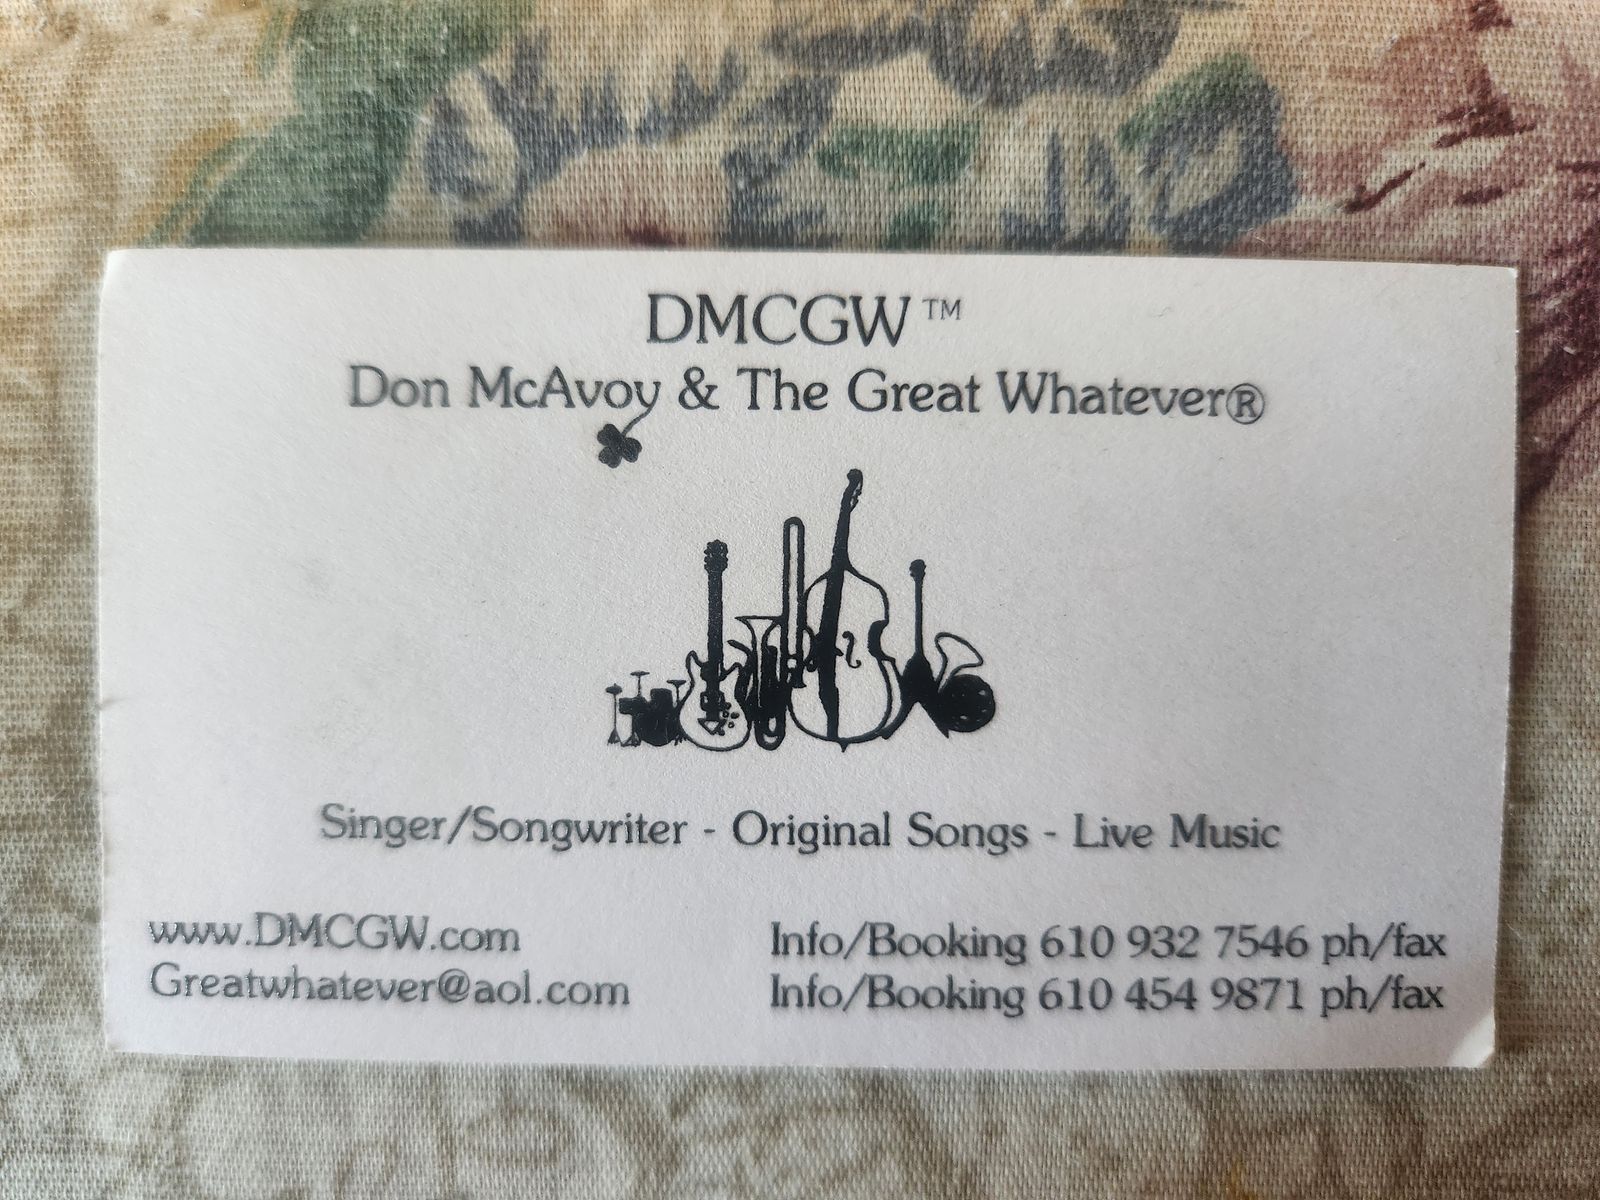 DMCGW™
Don McAvoy & The Great Whatever®
Singer/Songwriter - Original Songs - Live Music
www.DMCGW.com
Greatwhatever@aol.com
Info/Booking 610 932 7546 ph/fax
Info/Booking 610 454 9871 ph/fax